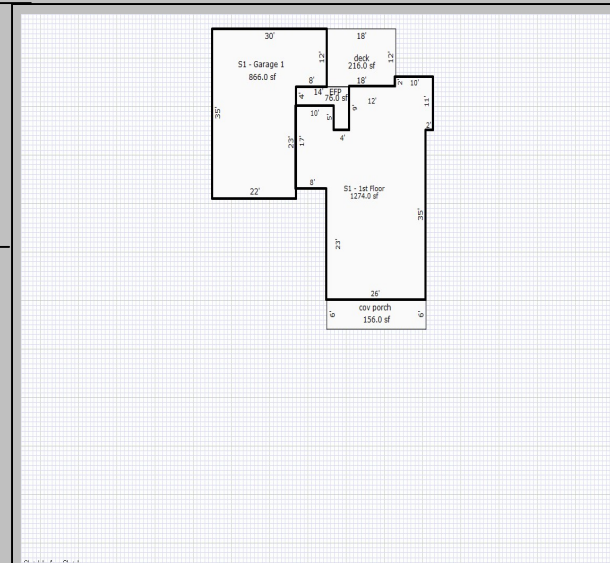 30'
18'
12'
deck
216.0 sf
12'
S1 - Garage 1
866.0 sf
8'
18'
2'
10'
4'
14'
EFP
76.0 sf
12'
11'
35'
10'
5'
9'
2'
23'
17'
4'
8'
S1 - 1st Floor
1274.0 sf
22'
35'
23'
26'
cov porch
6'
156.0 sf
6'